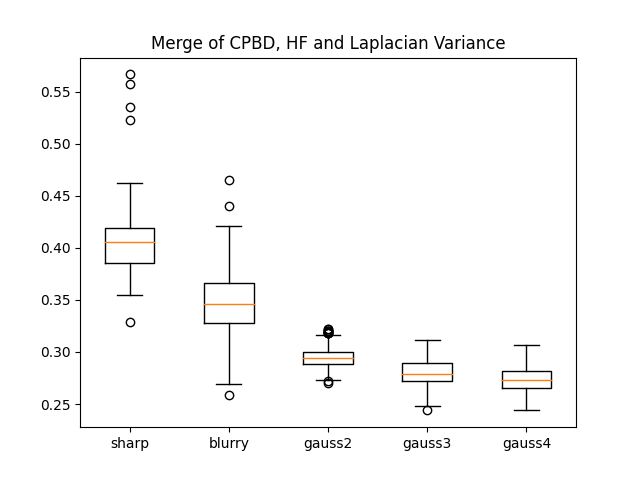 Merge of CPBD, HF and Laplacian Variance
0.55
0.50
0.45
0.40
0.35
0.30
0.25
sharp
blurry
gauss2
gauss3
gauss4